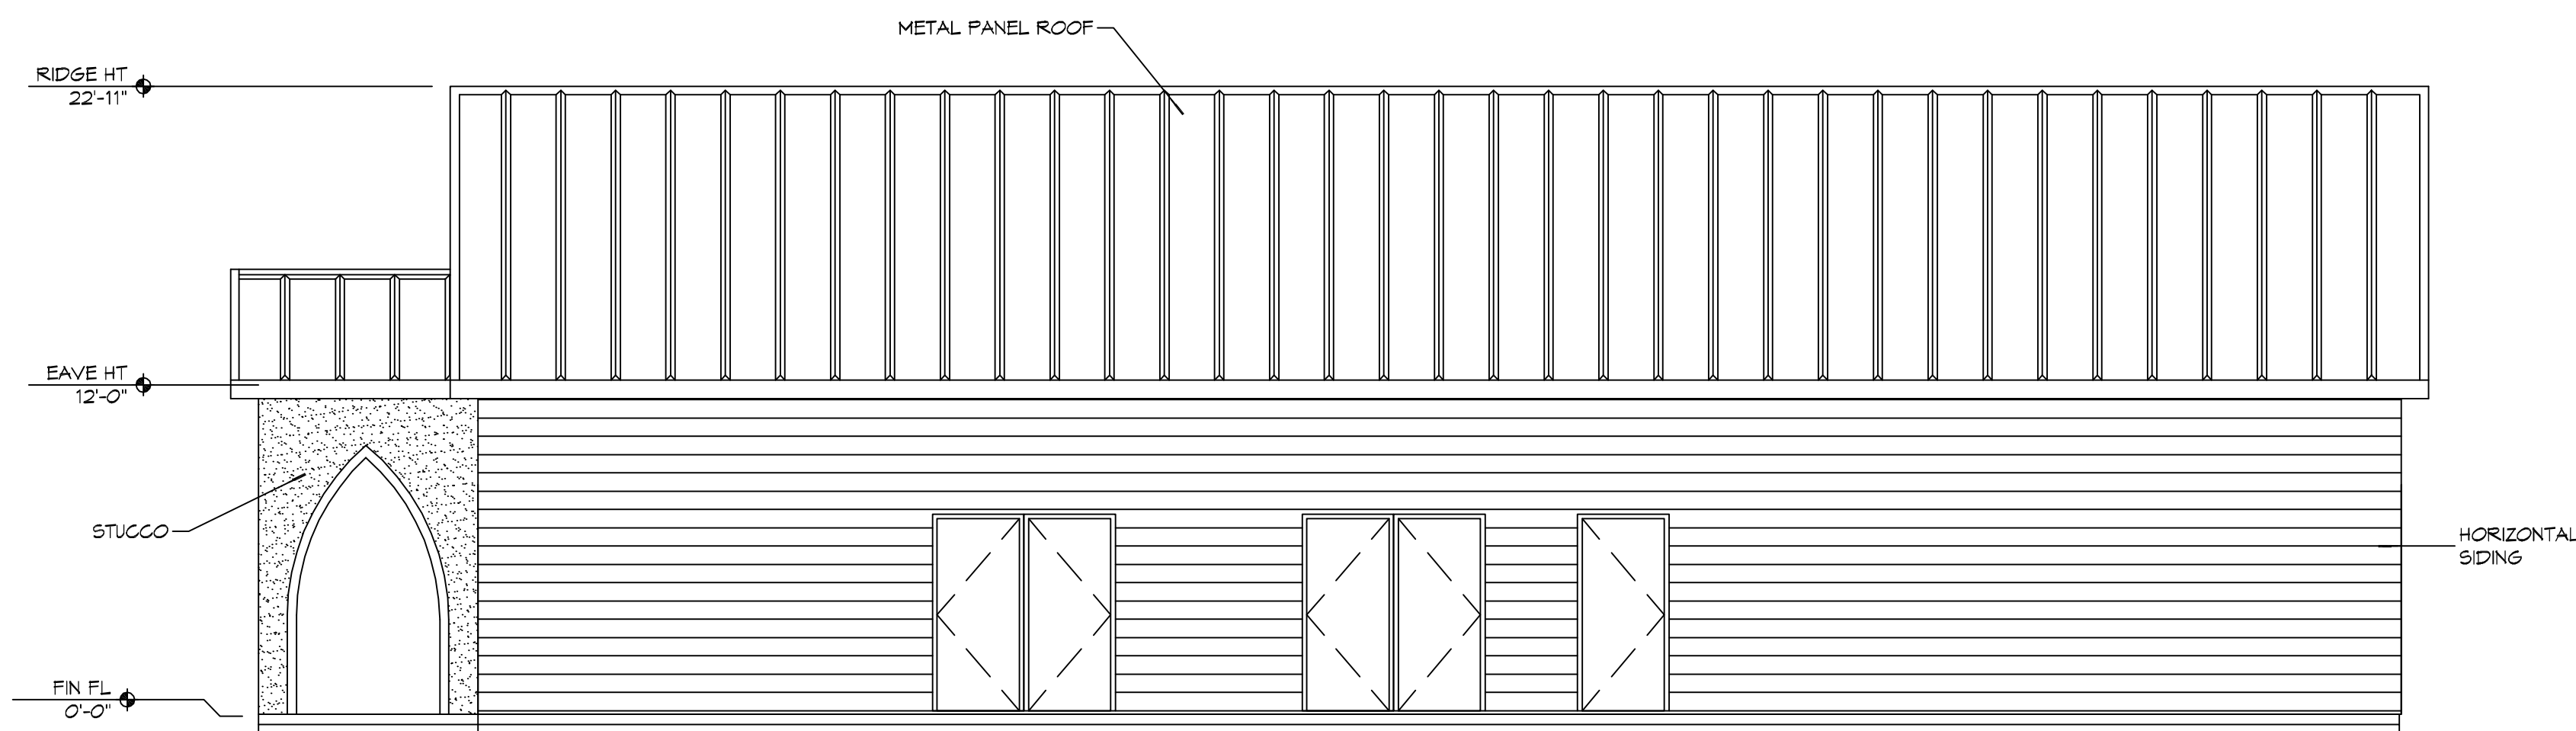 METAL PANEL ROOF
RIDGE HT
22'-11"
EAVE HT
12'-0"
STUCCO
HORIZONTAL
SIDING
FIN FL
0'-0"